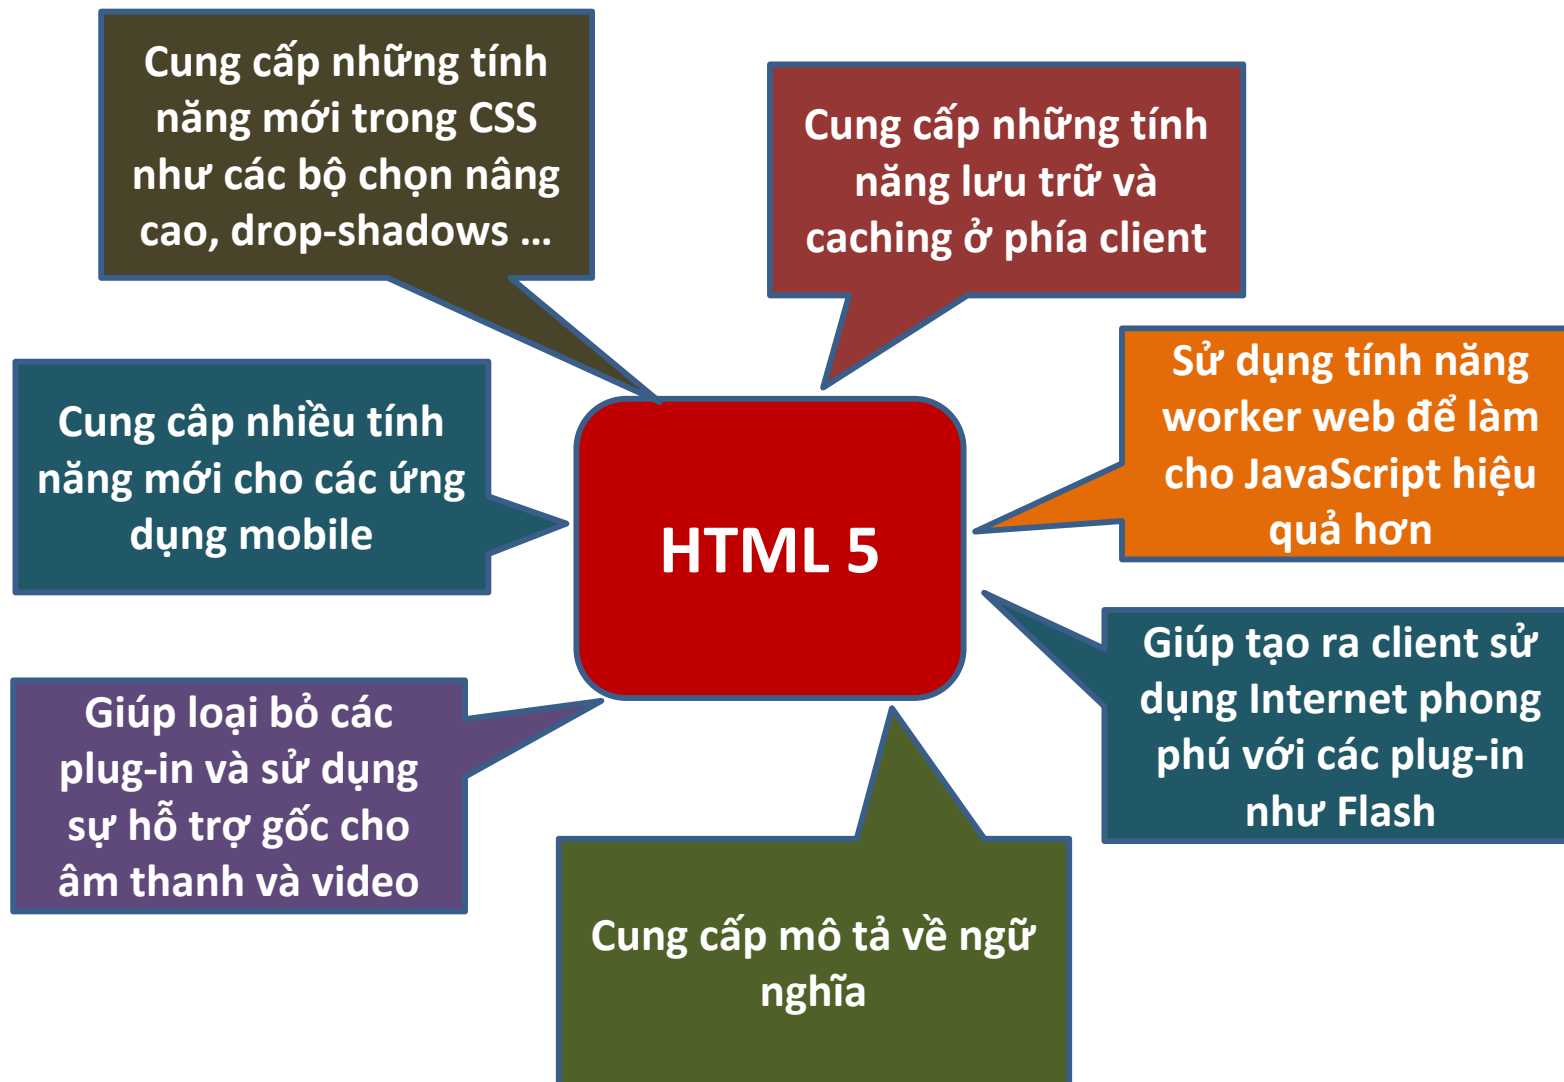 Cung cấp những tính
năng mới trong CSS
như các bộ chọn nâng
cao, drop-shadows ...
Cung cấp những tính
năng lưu trữ và
caching ở phía client
Sử dụng tính năng
worker web để làm
cho JavaScript hiệu
quả hơn
Cung câp nhiều tính
năng mới cho các ứng
dụng mobile
HTML 5
Giúp tạo ra client sử
dụng Internet phong
phú với các plug-in
như Flash
Giúp loại bỏ các
plug-in và sử dụng
sự hỗ trợ gốc cho
âm thanh và video
Cung cấp mô tả về ngữ
nghĩa